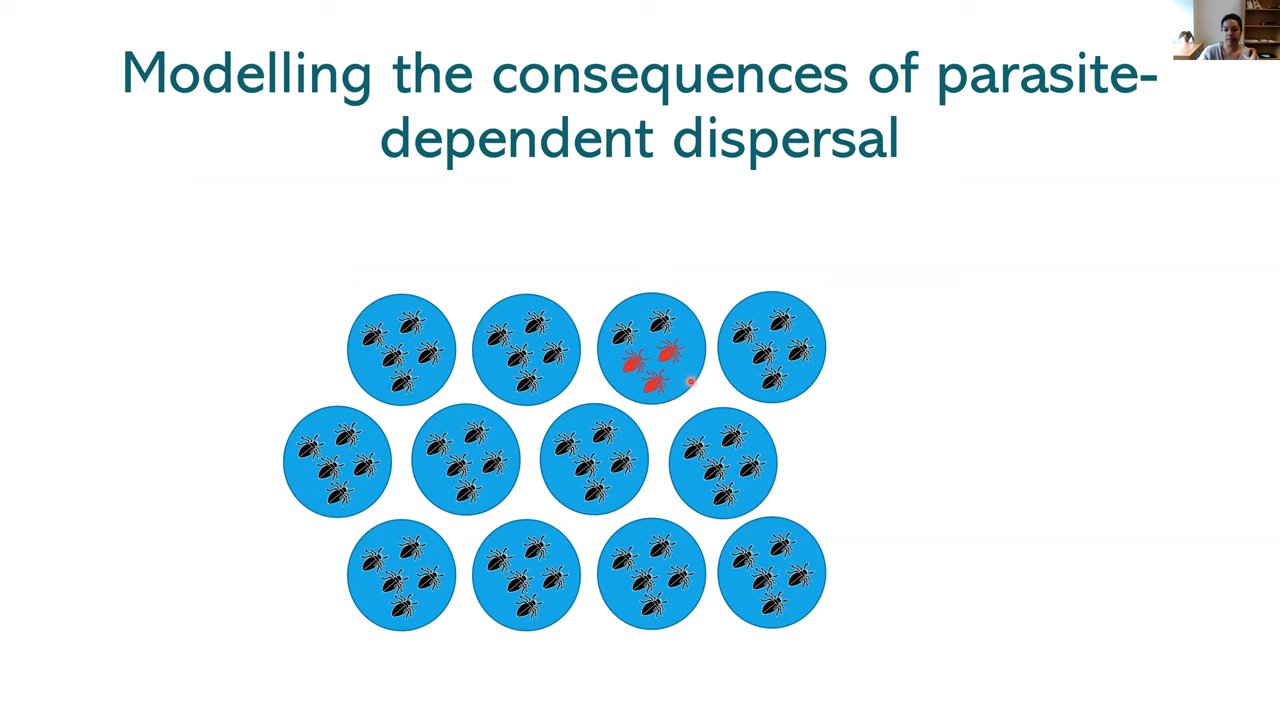 Modelling the consequences of parasite-
dependent dispersal